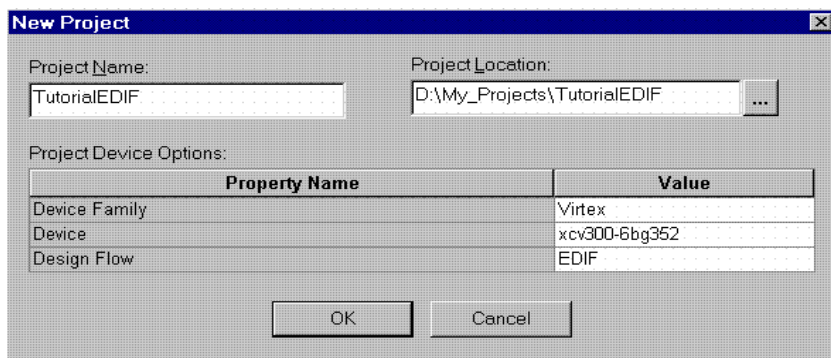 New Project
Project Name:
Project Location:
TutorialEDIF
D:\My_Projects\TutorialEDIF
...
Project Device Options:
Property Name Value
Device Family Virtex
Device xcv300-6bg352
Design Flow EDIF
OK Cancel